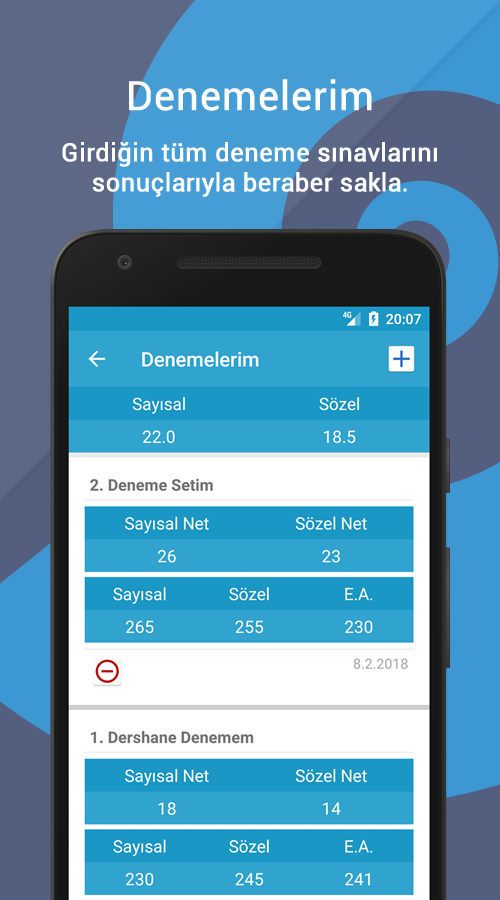 Denemelerim
Girdiğin tüm deneme sınavlarını
sonuçlarıyla beraber sakla.
4G 20:07
Denemelerim
Sayısal Sözel
22.0 18.5
2. Deneme Setim
Sayısal Net Sözel Net
26 23
Sayısal Sözel E.A.
265 255 230
8.2.2018
1. Dershane Denemem
Sayısal Net Sözel Net
18 14
Sayısal Sözel E.A.
230 245 241